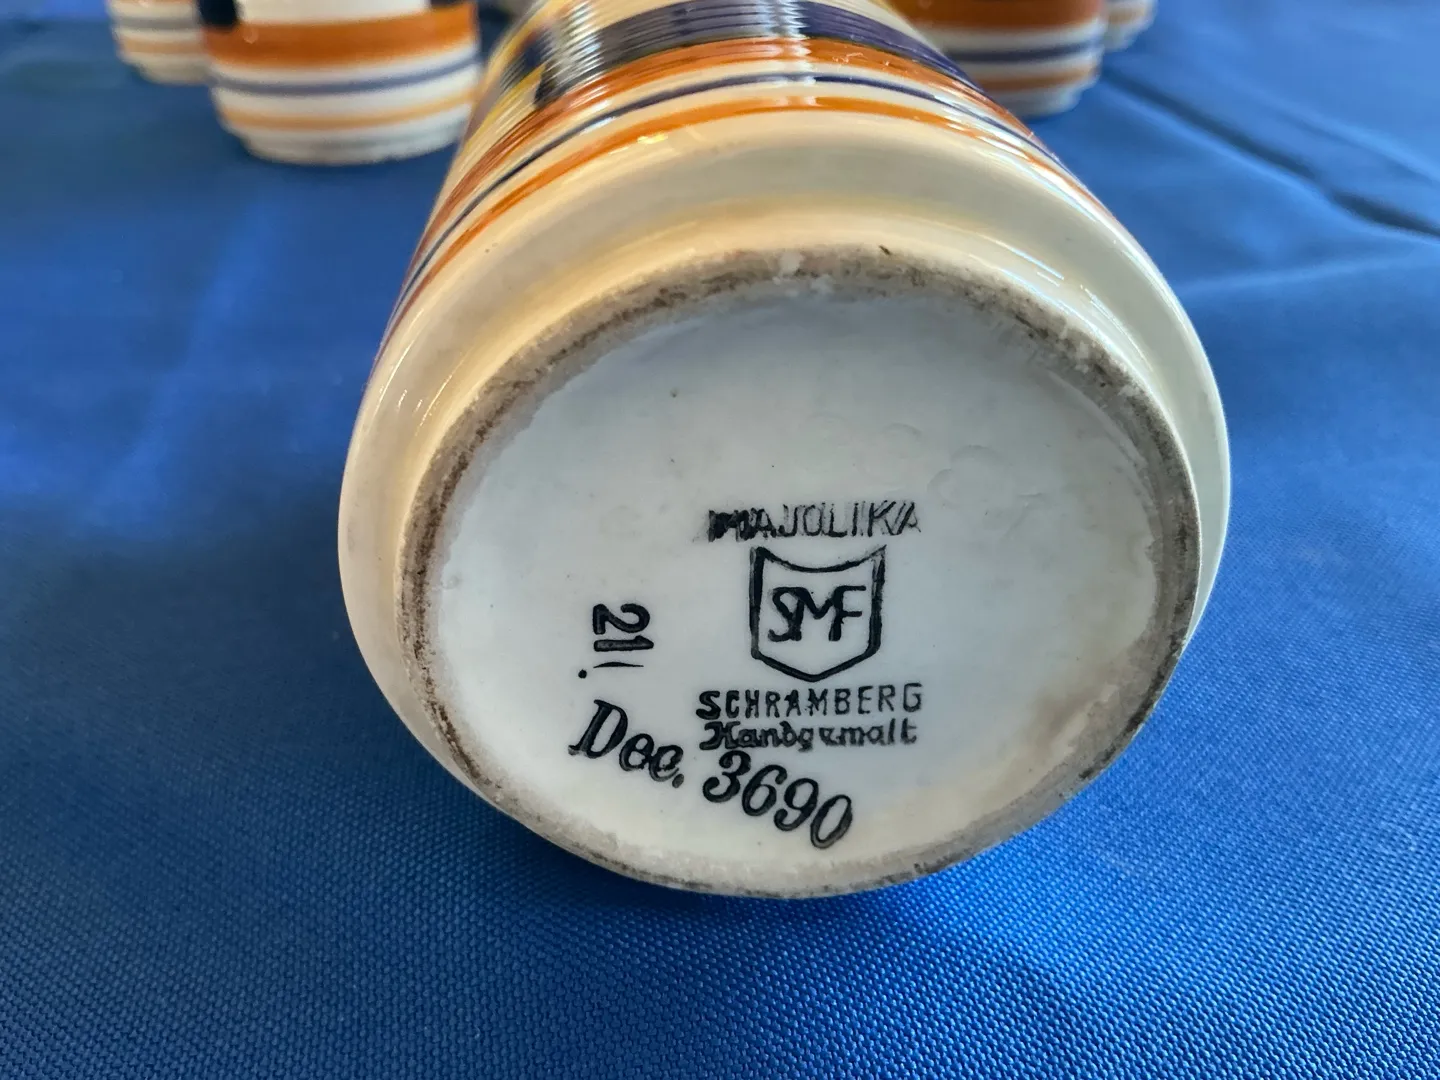 MAJOLIKA
SMF
SCHRAMBERG
Handgemalt
21
Dec. 3690